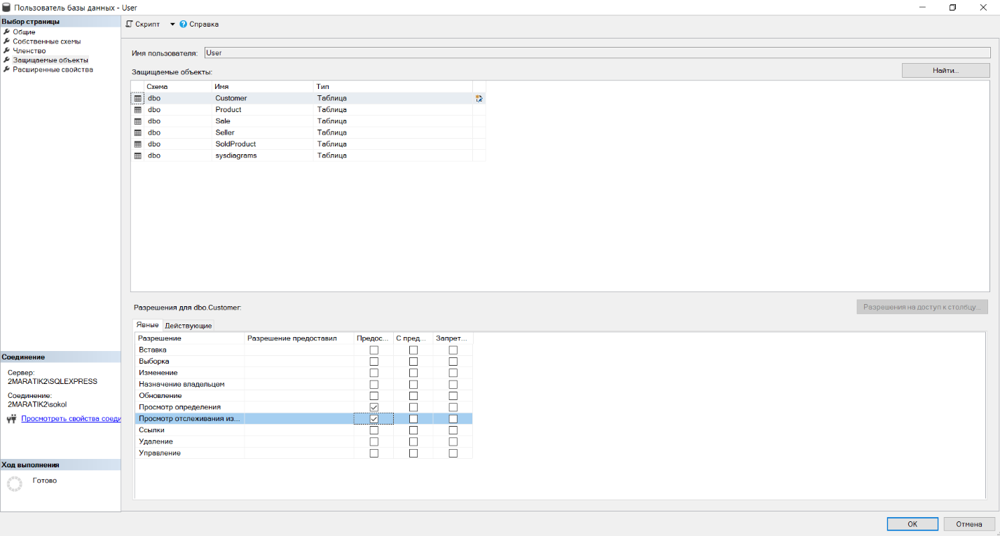 Пользователь базы данных - User
Выбор страницы
Общие
Собственные схемы
Членство
Защищаемые объекты
Расширенные свойства
Скрипт
Справка
Имя пользователя: User
Защищаемые объекты:
Найти...
Схема Имя Тип
dbo Customer Таблица
dbo Product Таблица
dbo Sale Таблица
dbo Seller Таблица
dbo SoldProduct Таблица
dbo sysdiagrams Таблица
Разрешения для dbo.Customer:
Разрешения на доступ к столбцу...
Явные Действующие
Разрешение Разрешение предоставил Предос... С пред... Запрет...
Вставка
Выборка
Изменение
Назначение владельцем
Обновление
Просмотр определения
Просмотр отслеживания из...
Ссылки
Удаление
Управление
Соединение
Сервер:
2MARATIK2\SQLEXPRESS
Соединение:
2MARATIK2\sokol
Просмотреть свойства соеди
Ход выполнения
Готово
OK Отмена